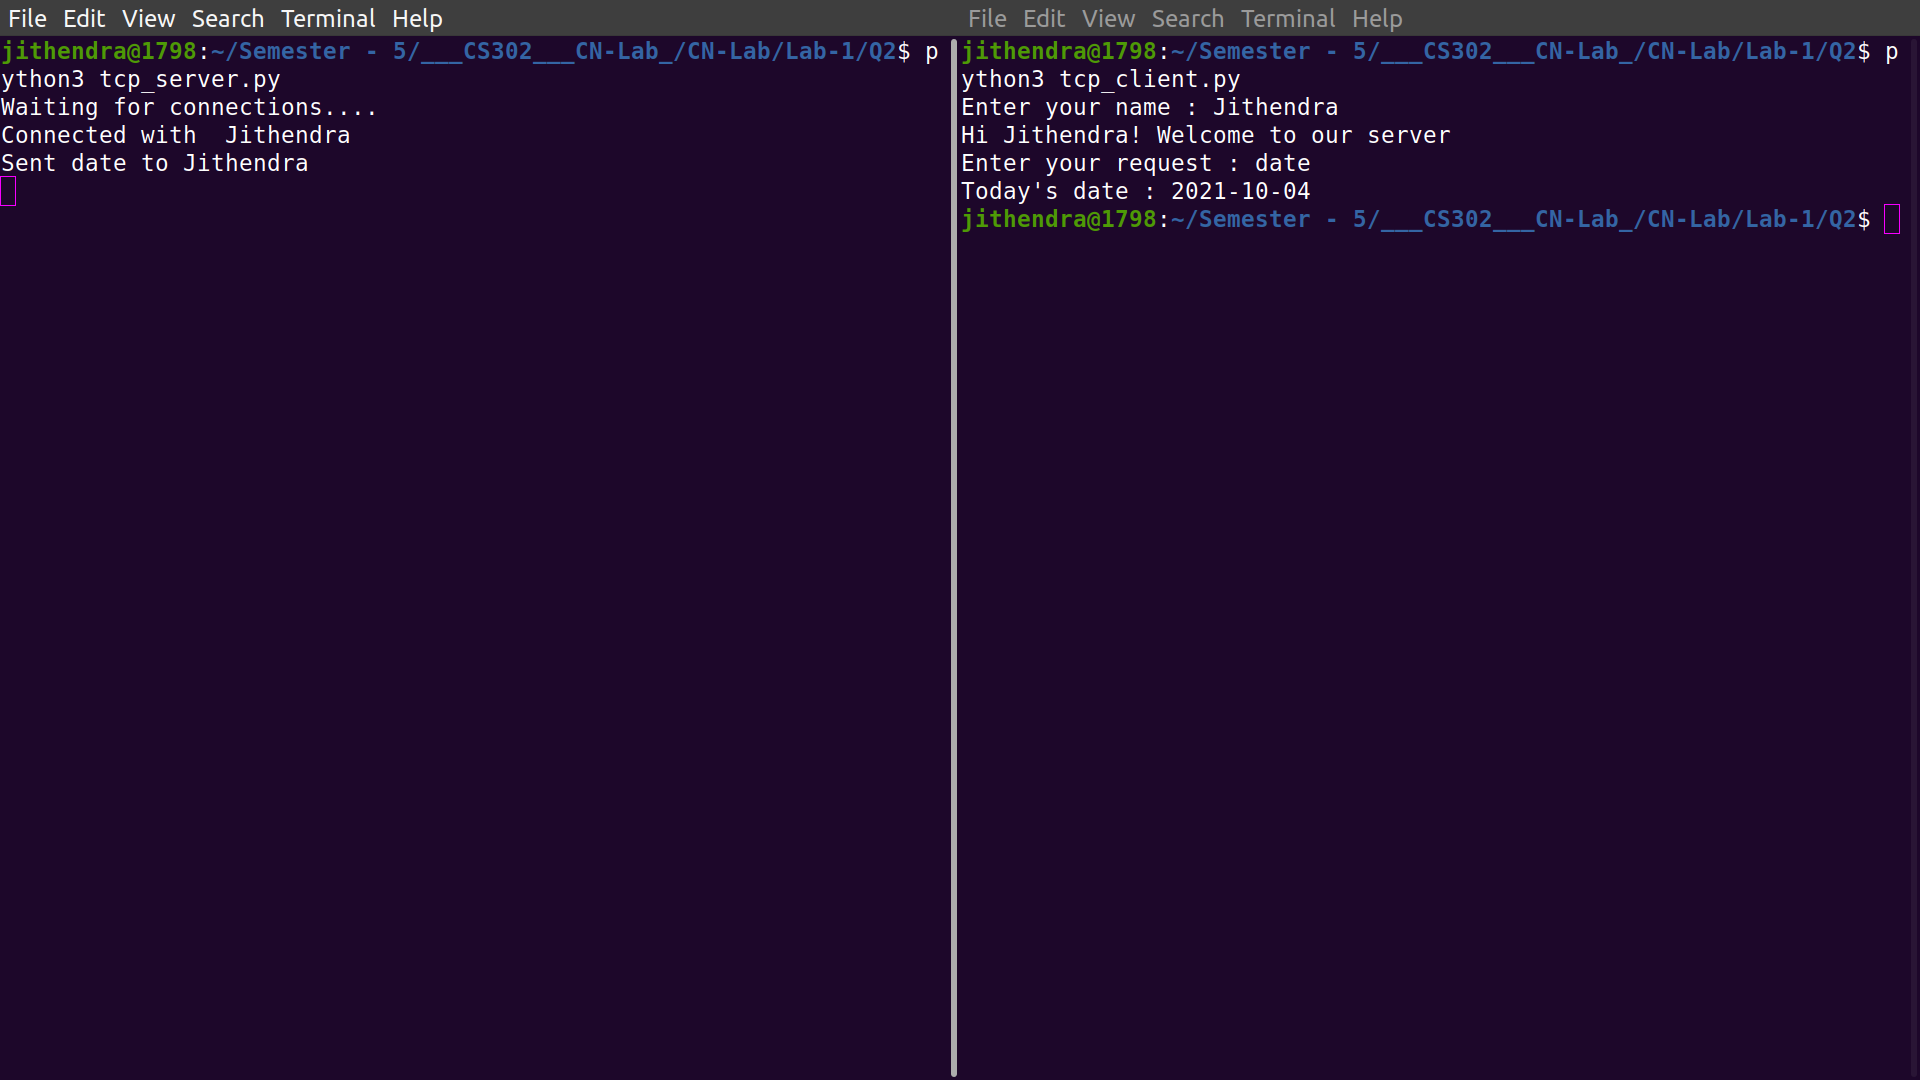 File Edit View Search Terminal Help
jithendra@1798:~/Semester - 5/___CS302___CN-Lab_/CN-Lab/Lab-1/Q2$ p
ython3 tcp_server.py
Waiting for connections....
Connected with  Jithendra
Sent date to Jithendra
File Edit View Search Terminal Help
jithendra@1798:~/Semester - 5/___CS302___CN-Lab_/CN-Lab/Lab-1/Q2$ p
ython3 tcp_client.py
Enter your name : Jithendra
Hi Jithendra! Welcome to our server
Enter your request : date
Today's date : 2021-10-04
jithendra@1798:~/Semester - 5/___CS302___CN-Lab_/CN-Lab/Lab-1/Q2$